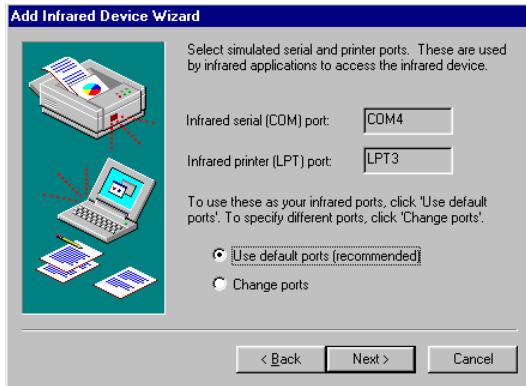 Add Infrared Device Wizard
Select simulated serial and printer ports. These are used
by infrared applications to access the infrared device.
Infrared serial (COM) port: COM4
Infrared printer (LPT) port: LPT3
To use these as your infrared ports, click 'Use default
ports'. To specify different ports, click 'Change ports'.
Use default ports (recommended)
Change ports
< Back Next > Cancel